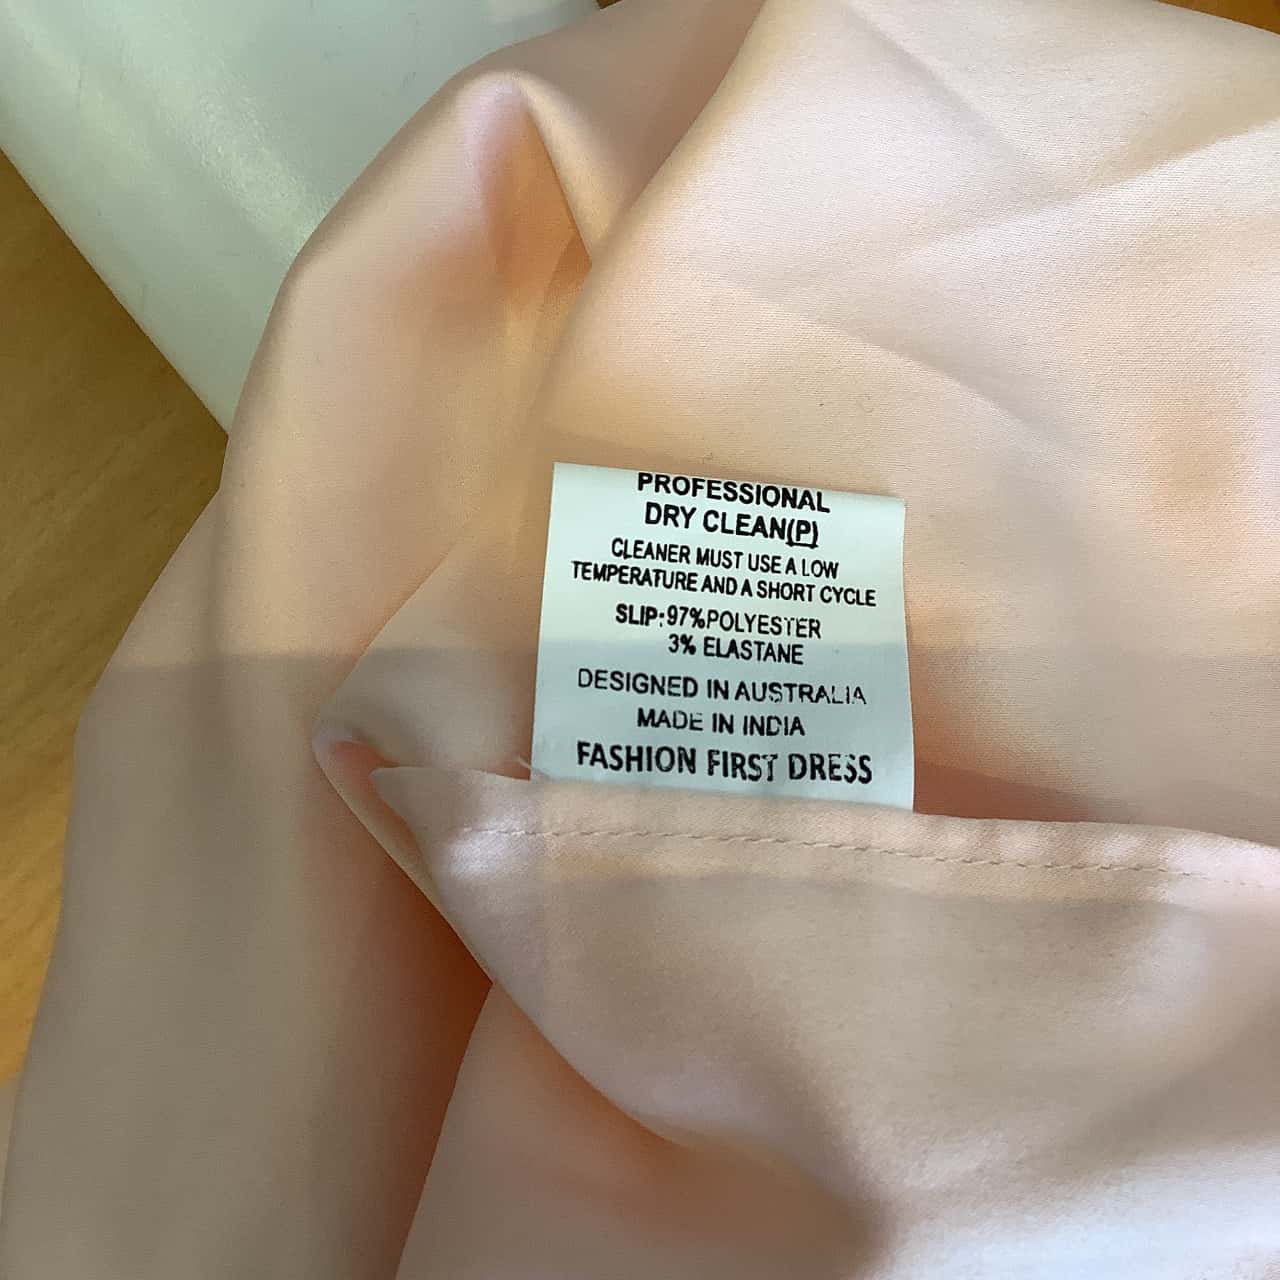 PROFESSIONAL
DRY CLEAN(P)
CLEANER MUST USE A LOW
TEMPERATURE AND A SHORT CYCLE
SLIP:97%POLYESTER
3% ELASTANE
DESIGNED IN AUSTRALIA
MADE IN INDIA
FASHION FIRST DRESS